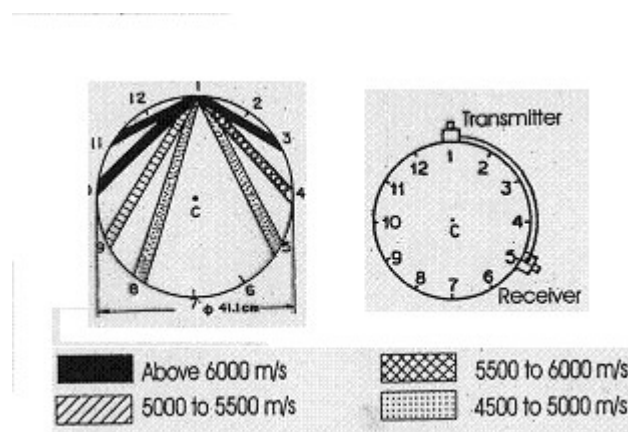 1
12 2
11 3
4
C
9 5
8 6
7
φ 41.1cm
Transmitter
1
12 2
11 3
10 4
C
9 5
8 6
7
Receiver
Above 6000 m/s
5000 to 5500 m/s
5500 to 6000 m/s
4500 to 5000 m/s